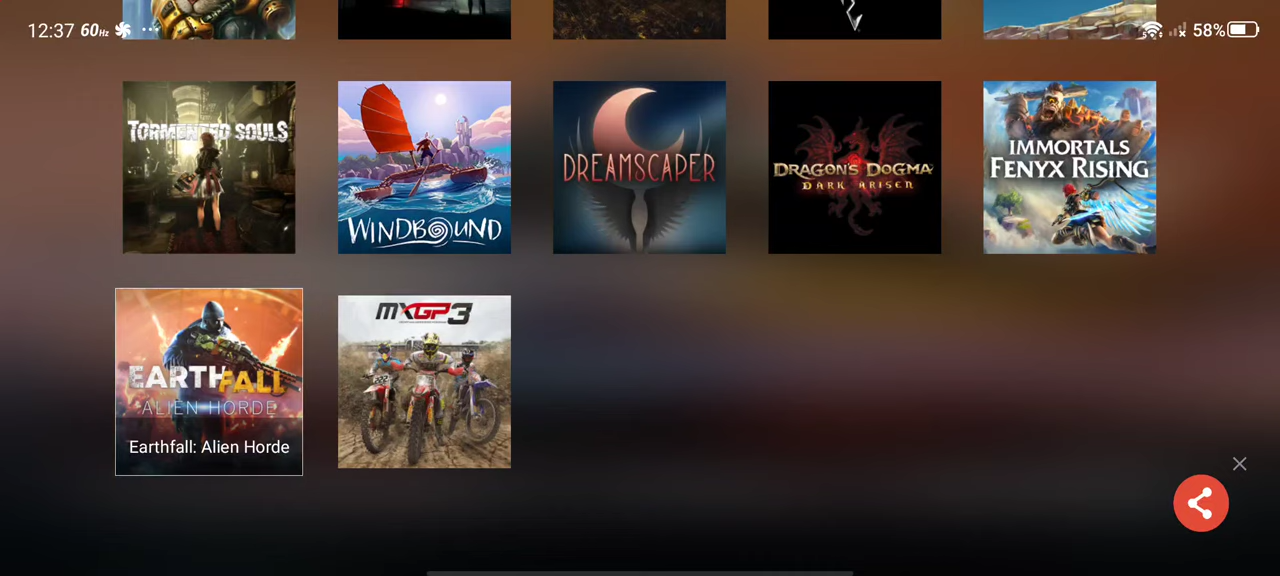 12:37 60Hz
58%
TORMENTED SOULS
WINDBOUND
DREAMSCAPER
DRAGON'S DOGMA
DARK ARISEN
IMMORTALS
FENYX RISING
EARTHFALL
ALIEN HORDE
Earthfall: Alien Horde
MXGP3